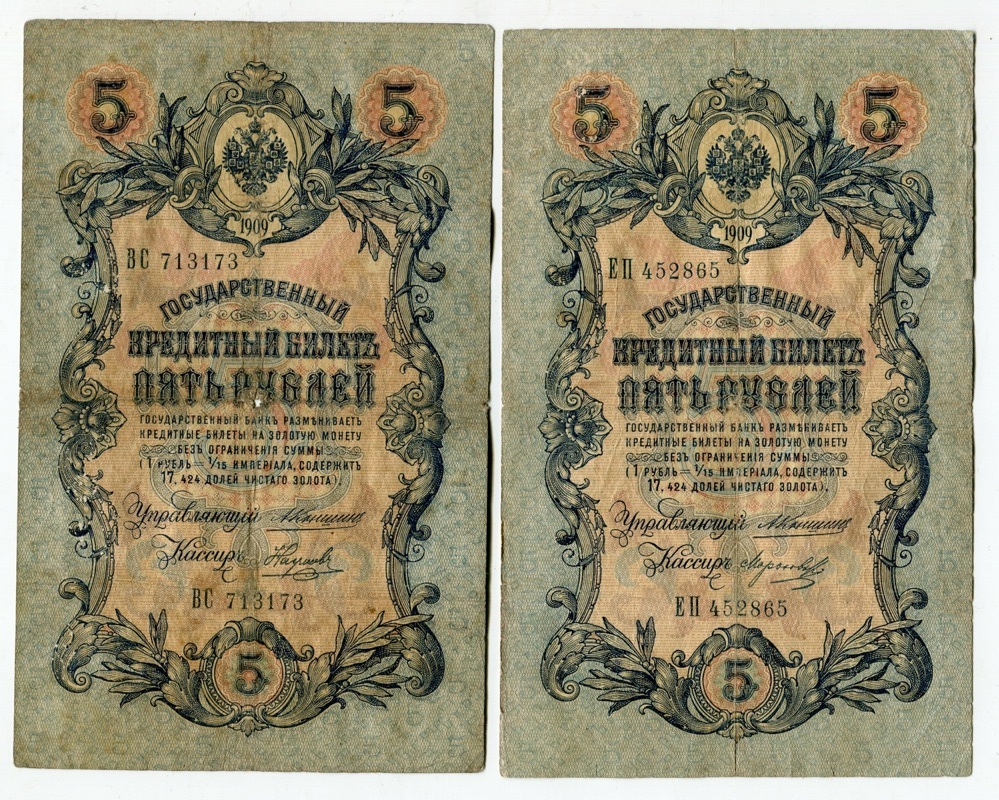 5 5
1909
ВС 713173
ГОСУДАРСТВЕННЫЙ
КРЕДИТНЫЙ БИЛЕТЪ
ПЯТЬ РУБЛЕЙ
ГОСУДАРСТВЕННЫЙ БАНКЪ РАЗМѢНИВАЕТЪ
КРЕДИТНЫЕ БИЛЕТЫ НА ЗОЛОТУЮ МОНЕТУ
БЕЗЪ ОГРАНИЧЕНІЯ СУММЫ
(1 РУБЛЬ = 1/15 ИМПЕРІАЛА, СОДЕРЖИТЪ
17,424 ДОЛЕЙ ЧИСТАГО ЗОЛОТА).
Управляющій
Кассиръ
ВС 713173
5
5 5
1909
ЕП 452865
ГОСУДАРСТВЕННЫЙ
КРЕДИТНЫЙ БИЛЕТЪ
ПЯТЬ РУБЛЕЙ
ГОСУДАРСТВЕННЫЙ БАНКЪ РАЗМѢНИВАЕТЪ
КРЕДИТНЫЕ БИЛЕТЫ НА ЗОЛОТУЮ МОНЕТУ
БЕЗЪ ОГРАНИЧЕНІЯ СУММЫ
(1 РУБЛЬ = 1/15 ИМПЕРІАЛА, СОДЕРЖИТЪ
17,424 ДОЛЕЙ ЧИСТАГО ЗОЛОТА).
Управляющій
Кассиръ
ЕП 452865
5